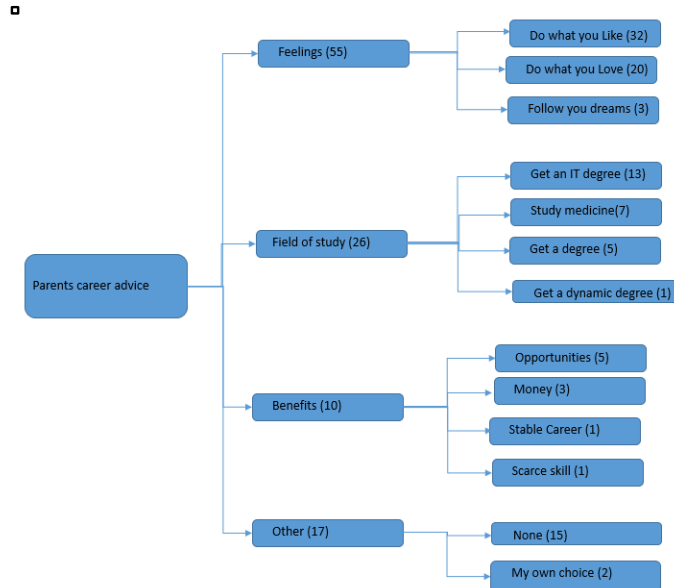 Parents career advice
Feelings (55)
Do what you Like (32)
Do what you Love (20)
Follow you dreams (3)
Field of study (26)
Get an IT degree (13)
Study medicine(7)
Get a degree (5)
Get a dynamic degree (1)
Benefits (10)
Opportunities (5)
Money (3)
Stable Career (1)
Scarce skill (1)
Other (17)
None (15)
My own choice (2)